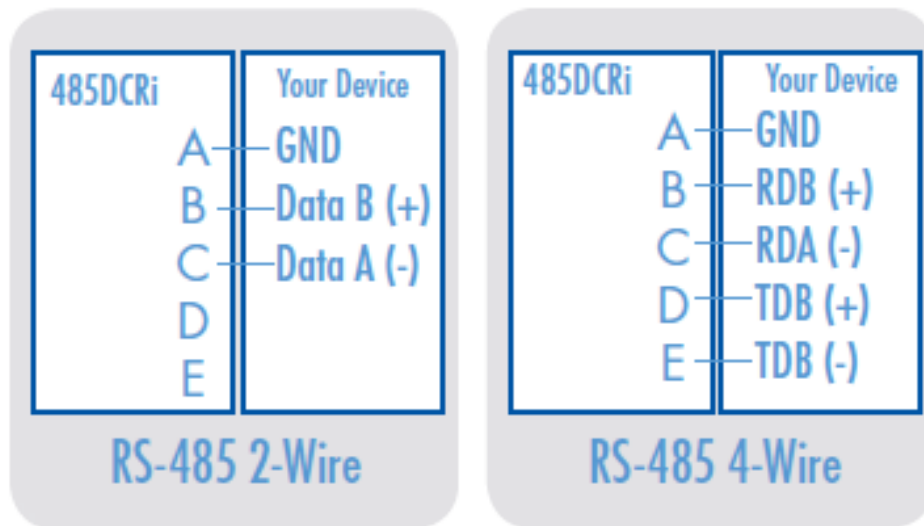 485DCRi Your Device
A GND
B Data B (+)
C Data A (-)
D
E
RS-485 2-Wire
485DCRi Your Device
A GND
B RDB (+)
C RDA (-)
D TDB (+)
E TDB (-)
RS-485 4-Wire